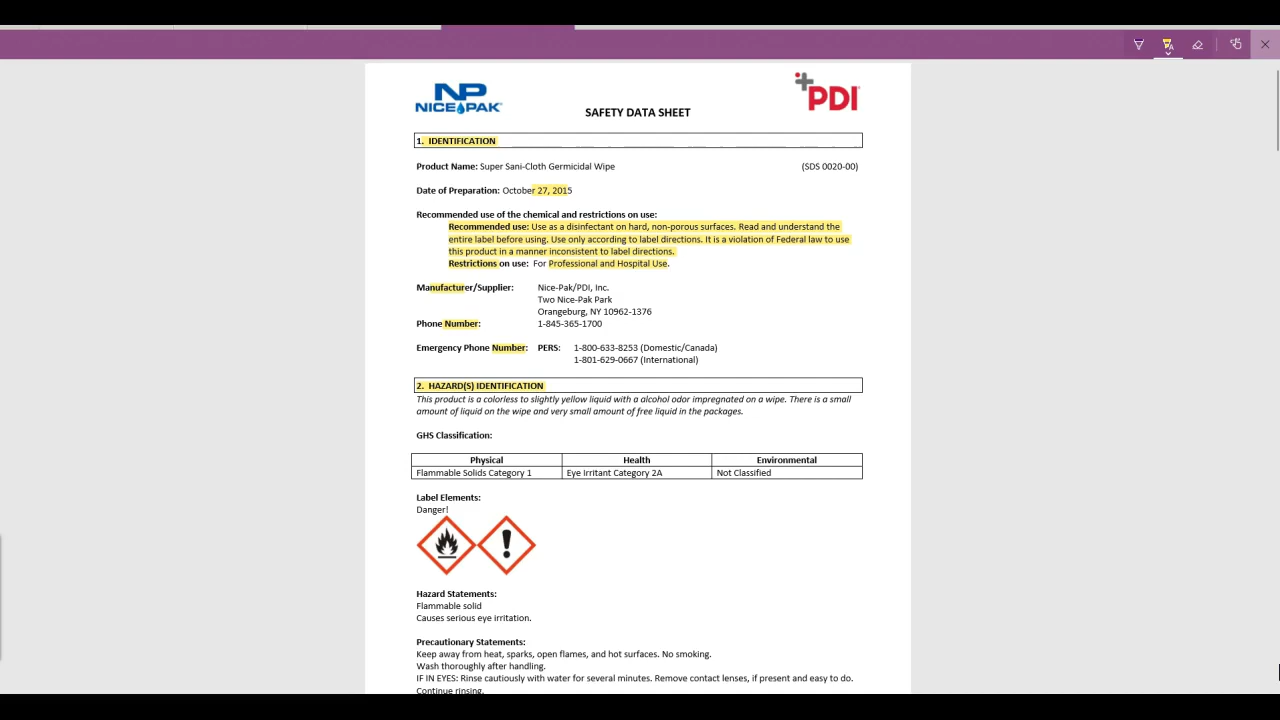 NP
NICE PAK
PDI
SAFETY DATA SHEET
1. IDENTIFICATION
Product Name: Super Sani-Cloth Germicidal Wipe (SDS 0020-00)
Date of Preparation: October 27, 2015
Recommended use of the chemical and restrictions on use:
Recommended use: Use as a disinfectant on hard, non-porous surfaces. Read and understand the
entire label before using. Use only according to label directions. It is a violation of Federal law to use
this product in a manner inconsistent to label directions.
Restrictions on use: For Professional and Hospital Use.
Manufacturer/Supplier: Nice-Pak/PDI, Inc.
Two Nice-Pak Park
Orangeburg, NY 10962-1376
Phone Number: 1-845-365-1700
Emergency Phone Number: PERS: 1-800-633-8253 (Domestic/Canada)
1-801-629-0667 (International)
2. HAZARD(S) IDENTIFICATION
This product is a colorless to slightly yellow liquid with a alcohol odor impregnated on a wipe. There is a small
amount of liquid on the wipe and very small amount of free liquid in the packages.
GHS Classification:
Physical Health Environmental
Flammable Solids Category 1 Eye Irritant Category 2A Not Classified
Label Elements:
Danger!
Hazard Statements:
Flammable solid
Causes serious eye irritation.
Precautionary Statements:
Keep away from heat, sparks, open flames, and hot surfaces. No smoking.
Wash thoroughly after handling.
IF IN EYES: Rinse cautiously with water for several minutes. Remove contact lenses, if present and easy to do.
Continue rinsing.